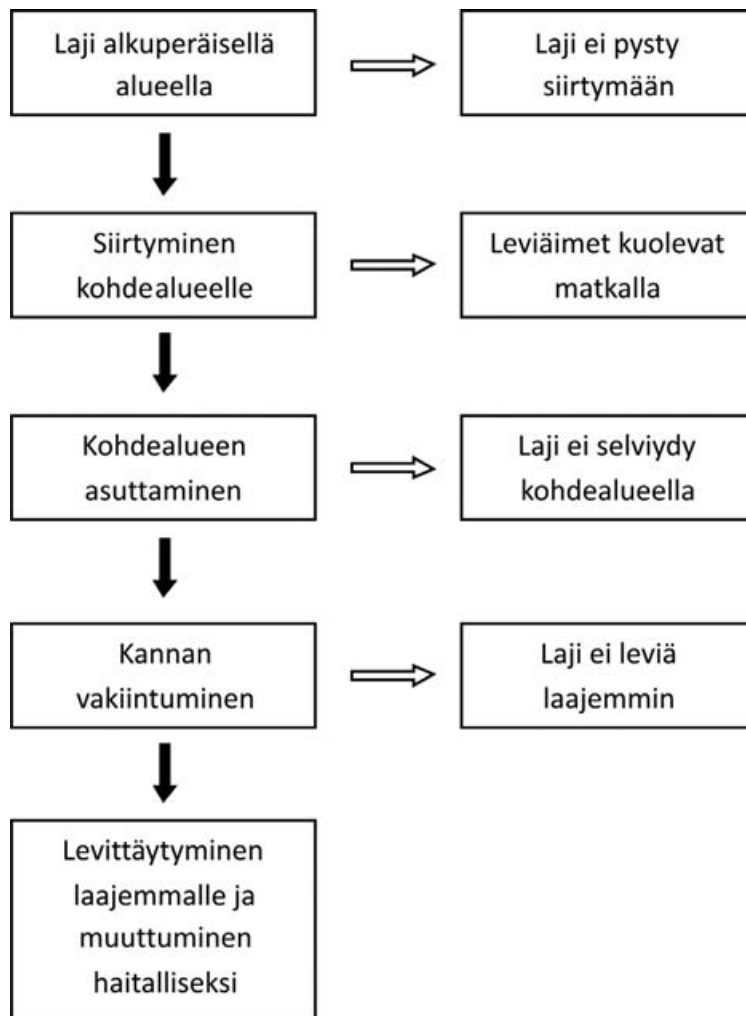 Laji alkuperäisellä
alueella
Laji ei pysty
siirtymään
Siirtyminen
kohdealueelle
Leviäimet kuolevat
matkalla
Kohdealueen
asuttaminen
Laji ei selviydy
kohdealueella
Kannan
vakiintuminen
Laji ei leviä
laajemmin
Levittäytyminen
laajemmalle ja
muuttuminen
haitalliseksi